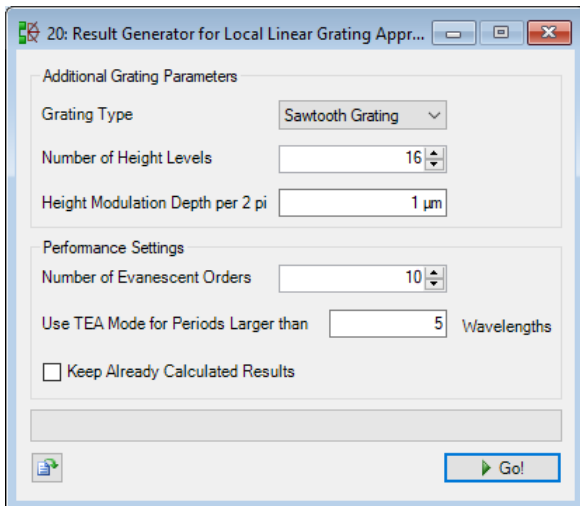 20: Result Generator for Local Linear Grating Appr...
Additional Grating Parameters
Grating Type Sawtooth Grating
Number of Height Levels 16
Height Modulation Depth per 2 pi 1 µm
Performance Settings
Number of Evanescent Orders 10
Use TEA Mode for Periods Larger than 5 Wavelengths
Keep Already Calculated Results
Go!